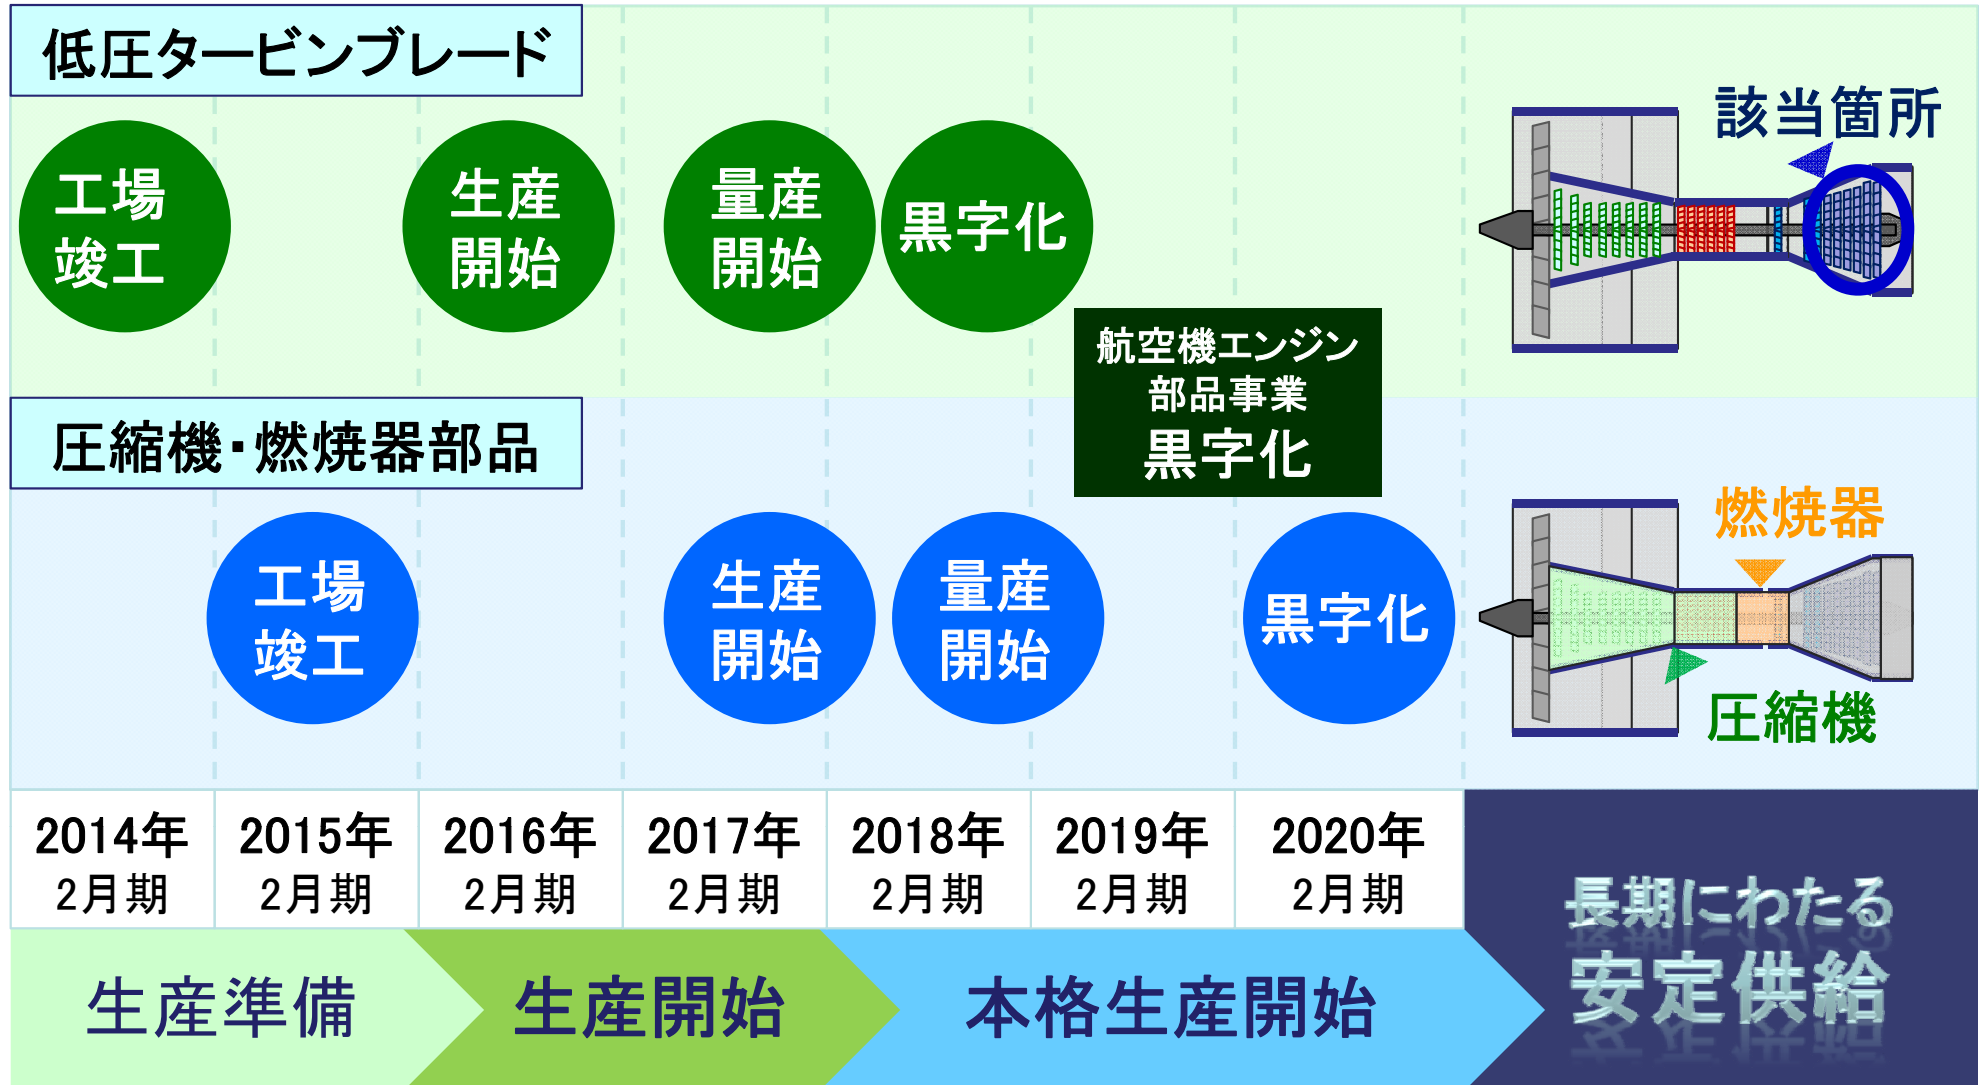 低圧タービンブレード
工場
竣工
生産
開始
量産
開始
黒字化
該当箇所
航空機エンジン
部品事業
黒字化
圧縮機・燃焼器部品
工場
竣工
生産
開始
量産
開始
黒字化
燃焼器
圧縮機
2014年
2月期
2015年
2月期
2016年
2月期
2017年
2月期
2018年
2月期
2019年
2月期
2020年
2月期
生産準備
生産開始
本格生産開始
長期にわたる
安定供給